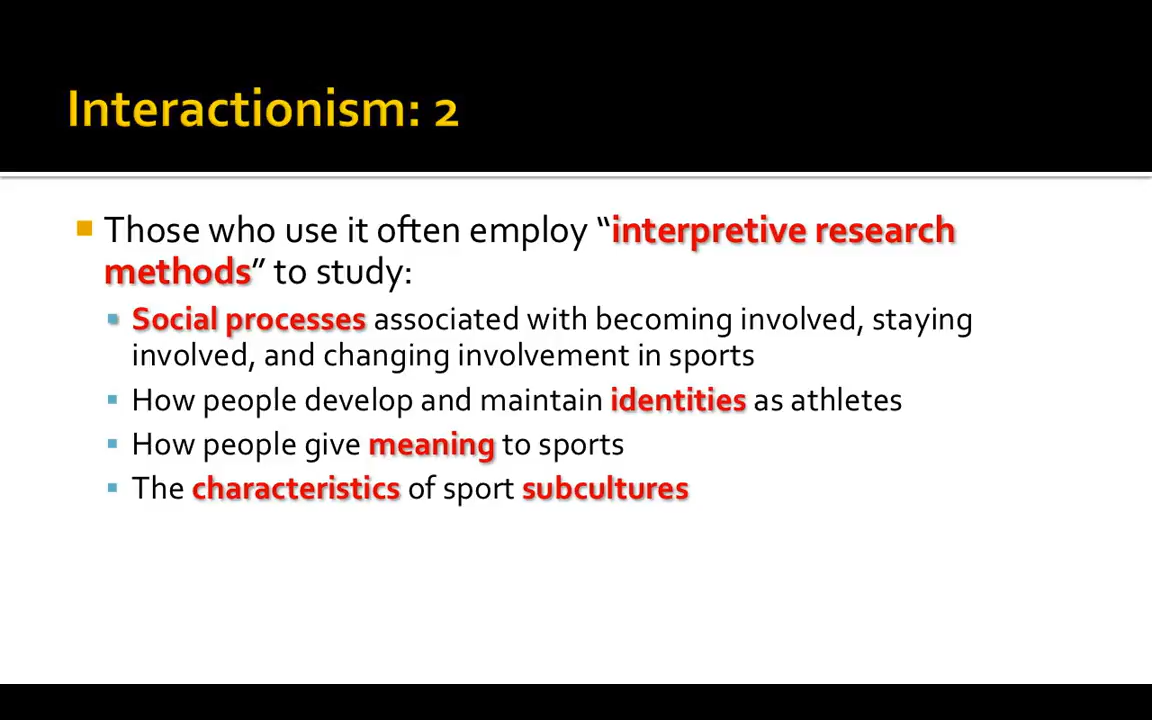 Interactionism: 2
Those who use it often employ “interpretive research
methods” to study:
Social processes associated with becoming involved, staying
involved, and changing involvement in sports
How people develop and maintain identities as athletes
How people give meaning to sports
The characteristics of sport subcultures